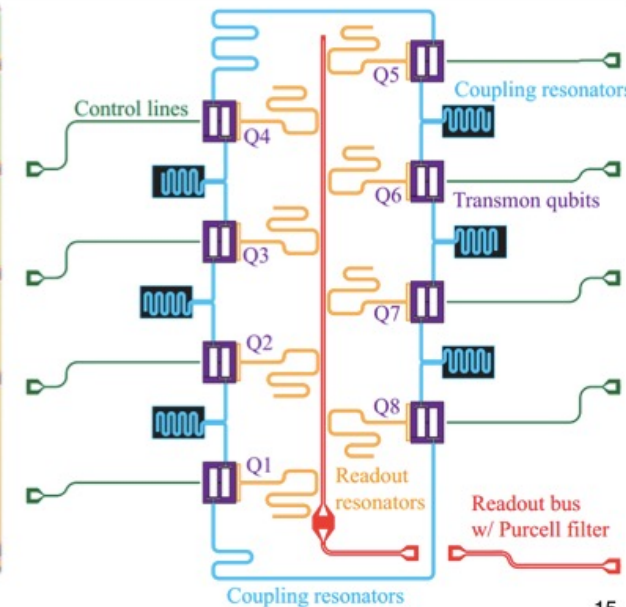 Q5
Coupling resonators
Control lines
Q4
Q6
Transmon qubits
Q3
Q7
Q2
Q8
Q1
Readout
resonators
Readout bus
w/ Purcell filter
Coupling resonators